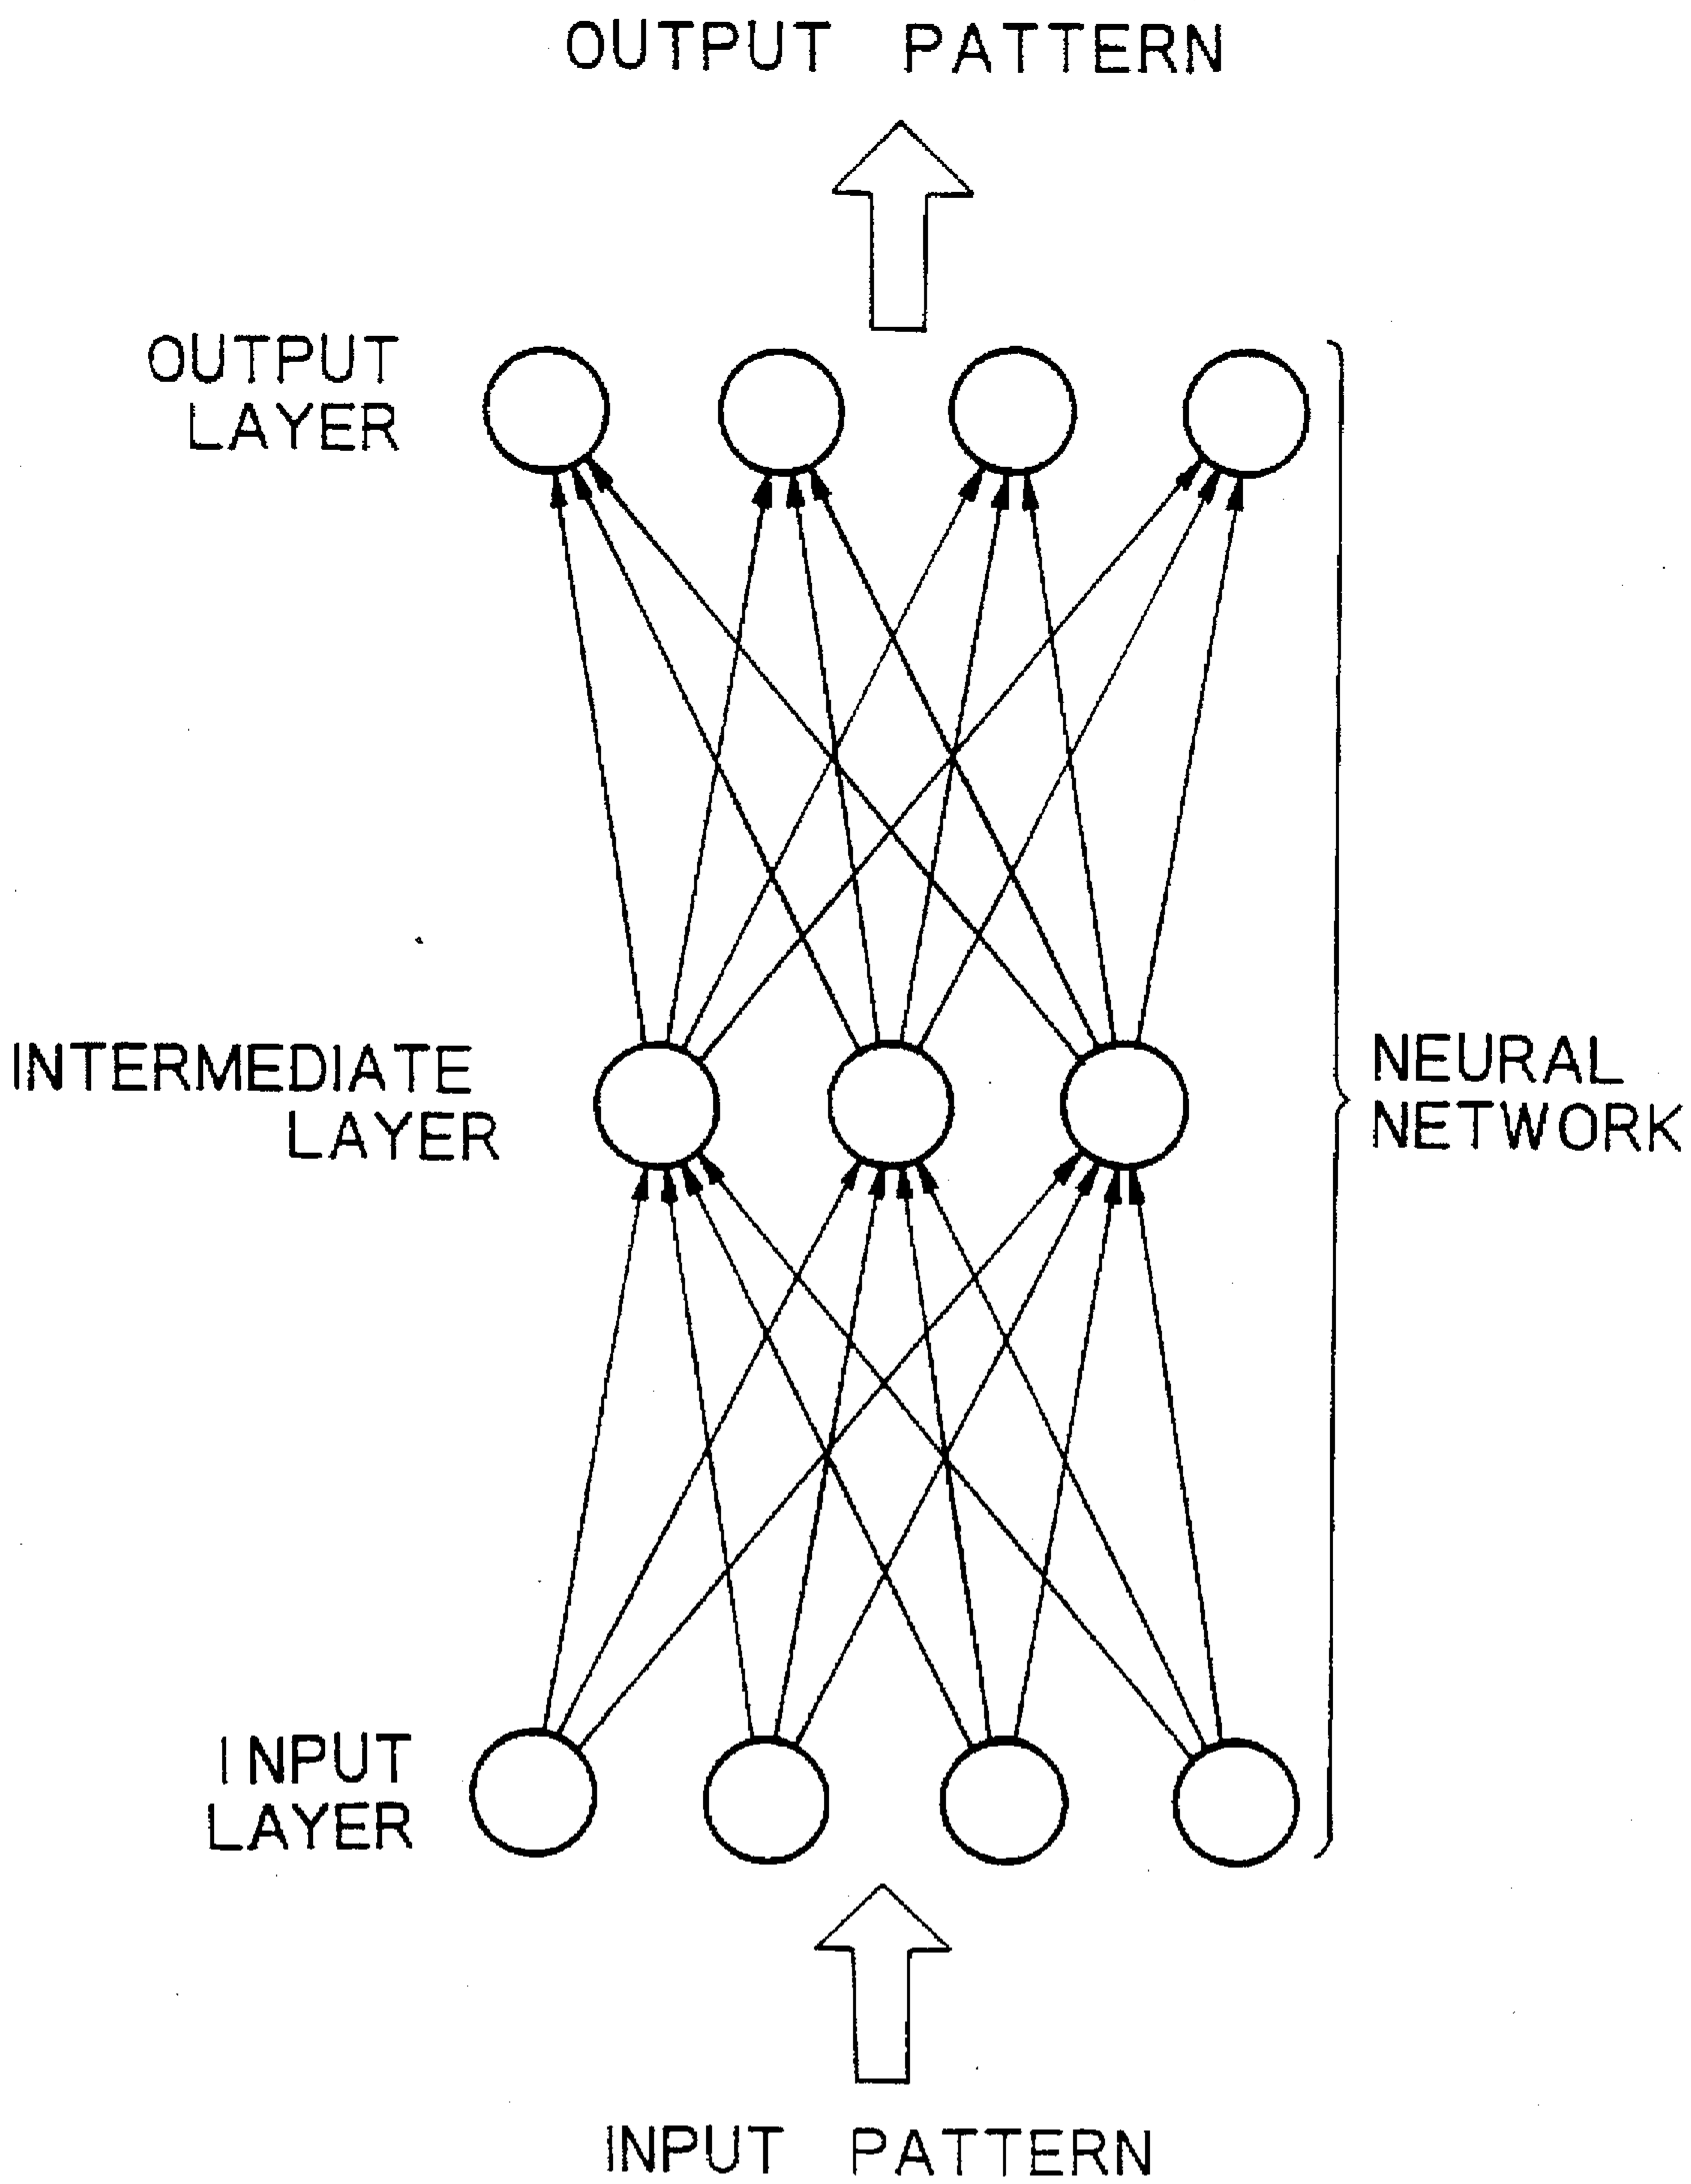 OUTPUT PATTERN
OUTPUT
LAYER
INTERMEDIATE
LAYER
NEURAL
NETWORK
INPUT
LAYER
INPUT PATTERN